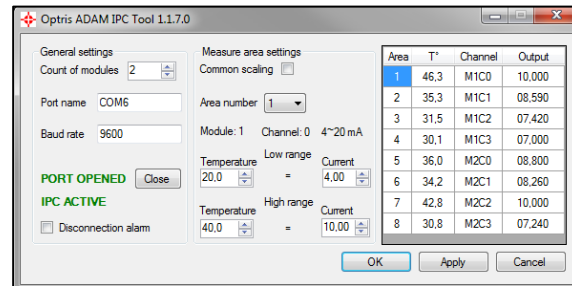 Optris ADAM IPC Tool 1.1.7.0
General settings
Count of modules 2
Port name COM6
Baud rate 9600
PORT OPENED Close
IPC ACTIVE
Disconnection alarm
Measure area settings
Common scaling
Area number 1
Module: 1 Channel: 0 4~20 mA
Low range
Temperature Current
20,0 = 4,00
High range
Temperature Current
40,0 = 10,00
Area T° Channel Output
1 46,3 M1C0 10,000
2 35,3 M1C1 08,590
3 31,5 M1C2 07,420
4 30,1 M1C3 07,000
5 36,0 M2C0 08,800
6 34,2 M2C1 08,260
7 42,8 M2C2 10,000
8 30,8 M2C3 07,240
OK Apply Cancel